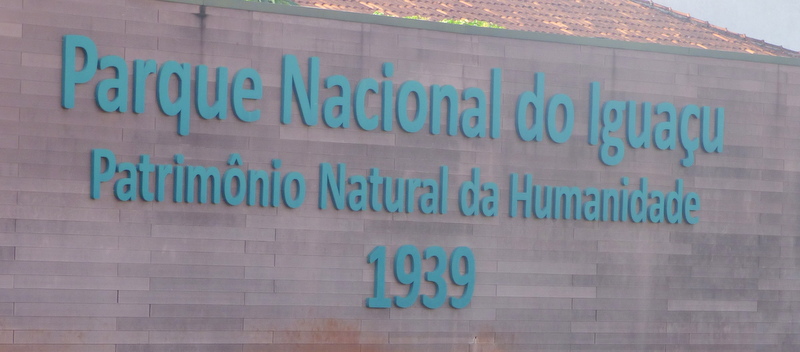 Parque Nacional do Iguaçu
Patrimônio Natural da Humanidade
1939